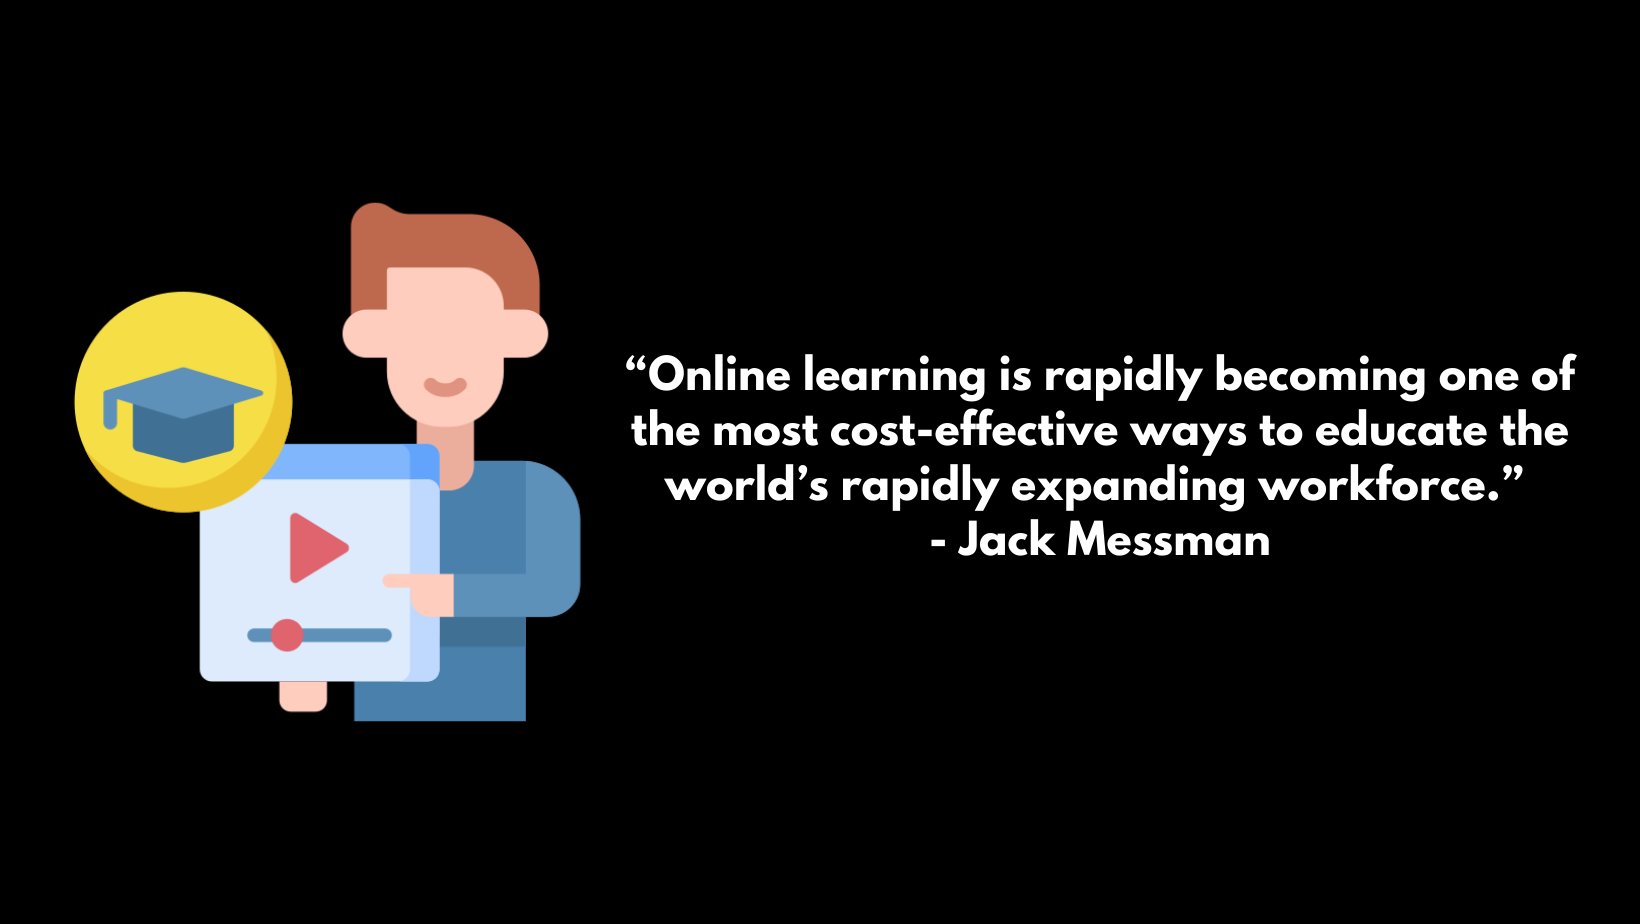 “Online learning is rapidly becoming one of
the most cost-effective ways to educate the
world’s rapidly expanding workforce.”
- Jack Messman